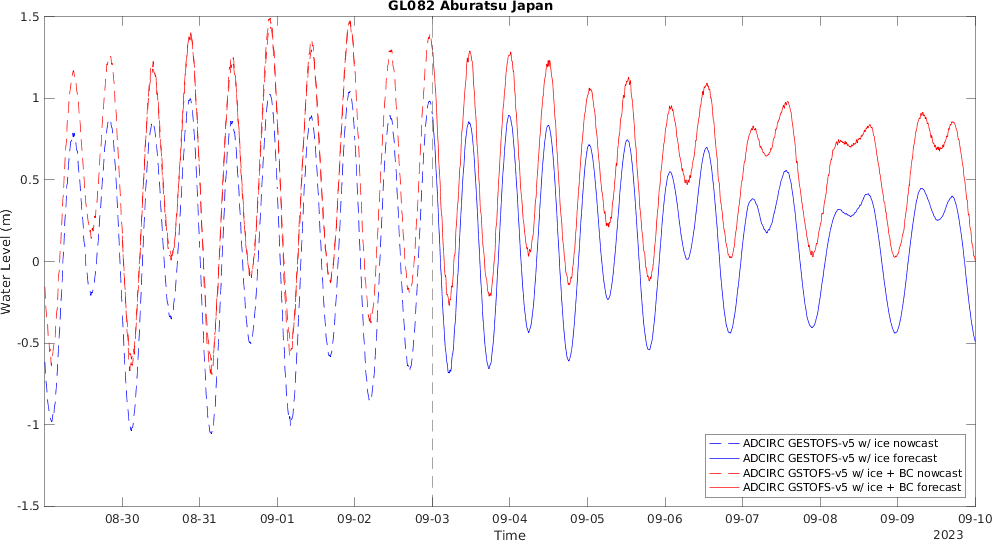 GL082 Aburatsu Japan
1.5
1
0.5
0
-0.5
-1
-1.5
Water Level (m)
ADCIRC GESTOFS-v5 w/ ice nowcast
ADCIRC GESTOFS-v5 w/ ice forecast
ADCIRC GSTOFS-v5 w/ ice + BC nowcast
ADCIRC GSTOFS-v5 w/ ice + BC forecast
08-30 08-31 09-01 09-02 09-03 09-04 09-05 09-06 09-07 09-08 09-09 09-10
Time 2023